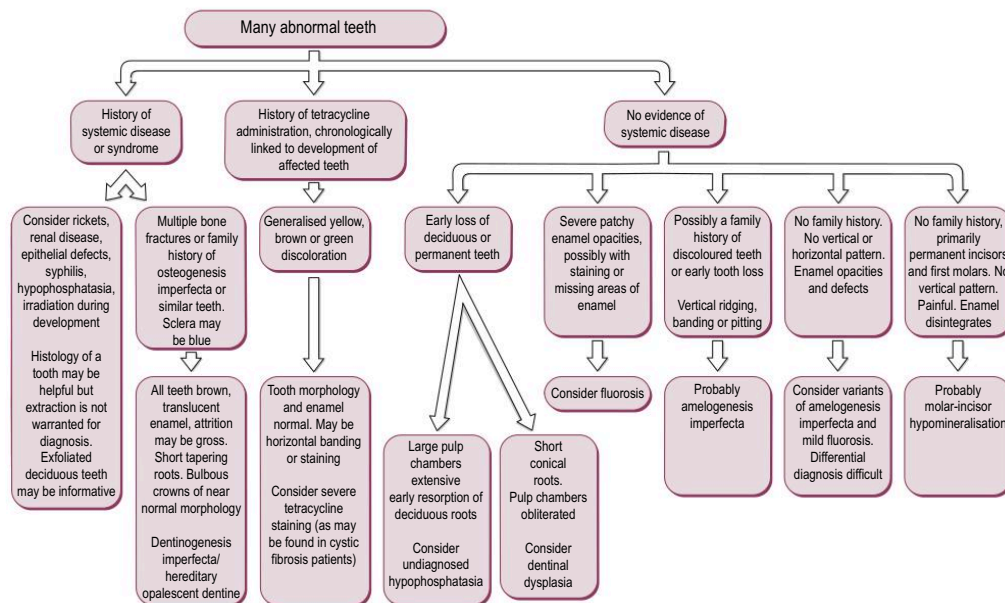 Many abnormal teeth
History of
systemic disease
or syndrome
History of tetracycline
administration, chronologically
linked to development of
affected teeth
No evidence of
systemic disease
Consider rickets,
renal disease,
epithelial defects,
syphilis,
hypophosphatasia,
irradiation during
development
Histology of a
tooth may be
helpful but
extraction is not
warranted for
diagnosis.
Exfoliated
deciduous teeth
may be informative
Multiple bone
fractures or family
history of
osteogenesis
imperfecta or
similar teeth.
Sclera may
be blue
Generalised yellow,
brown or green
discoloration
Early loss of
deciduous or
permanent teeth
Severe patchy
enamel opacities,
possibly with
staining or
missing areas of
enamel
Possibly a family
history of
discoloured teeth
or early tooth loss
Vertical ridging,
banding or pitting
No family history.
No vertical or
horizontal pattern.
Enamel opacities
and defects
No family history,
primarily
permanent incisors
and first molars. No
vertical pattern.
Painful. Enamel
disintegrates
All teeth brown,
translucent
enamel, attrition
may be gross.
Short tapering
roots. Bulbous
crowns of near
normal morphology
Dentinogenesis
imperfecta/
hereditary
opalescent dentine
Tooth morphology
and enamel
normal. May be
horizontal banding
or staining
Consider severe
tetracycline
staining (as may
be found in cystic
fibrosis patients)
Large pulp
chambers
extensive
early resorption of
deciduous roots
Consider
undiagnosed
hypophosphatasia
Short
conical
roots.
Pulp chambers
obliterated
Consider
dentinal
dysplasia
Consider fluorosis
Probably
amelogenesis
imperfecta
Consider variants
of amelogenesis
imperfecta and
mild fluorosis.
Differential
diagnosis difficult
Probably
molar-incisor
hypomineralisation